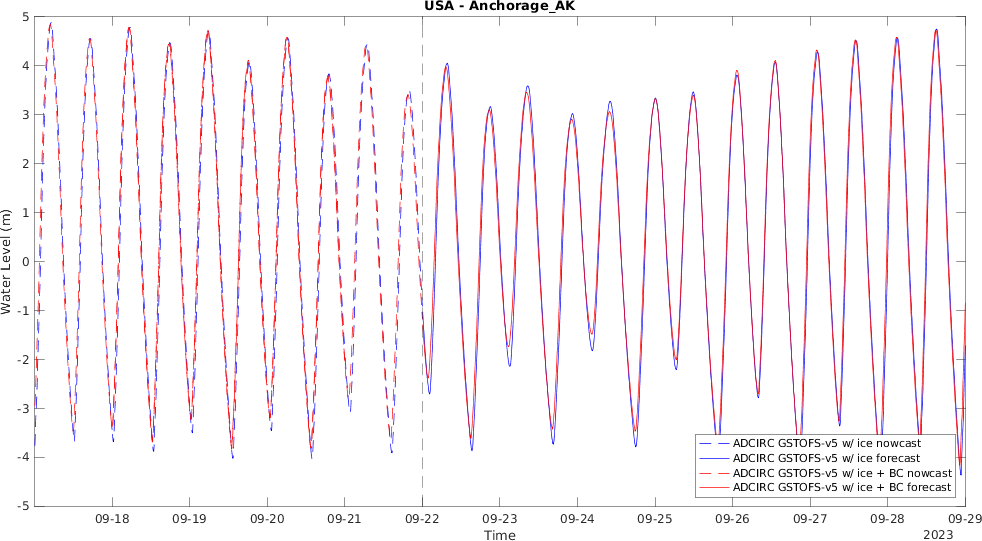 USA - Anchorage_AK
5
4
3
2
1
0
-1
-2
-3
-4
-5
Water Level (m)
ADCIRC GSTOFS-v5 w/ ice nowcast
ADCIRC GSTOFS-v5 w/ ice forecast
ADCIRC GSTOFS-v5 w/ ice + BC nowcast
ADCIRC GSTOFS-v5 w/ ice + BC forecast
09-18 09-19 09-20 09-21 09-22 09-23 09-24 09-25 09-26 09-27 09-28 09-29
Time 2023